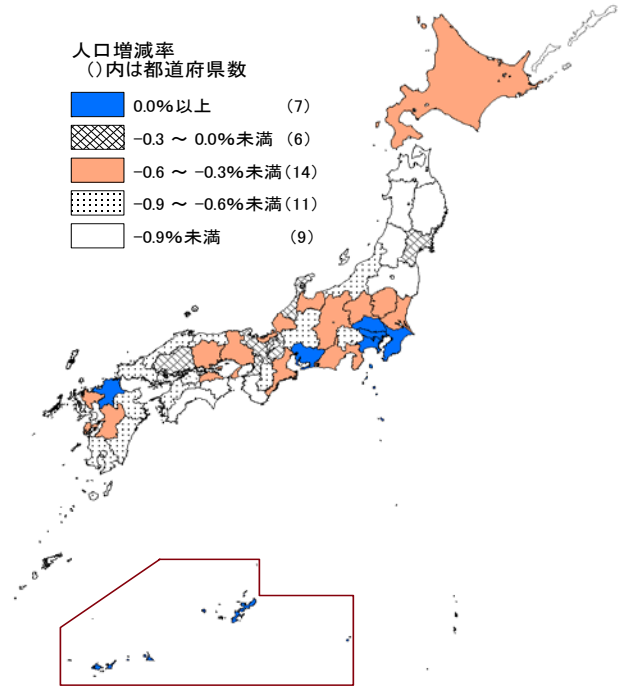 人口増減率
()内は都道府県数
0.0%以上 (7)
-0.3 ~ 0.0%未満 (6)
-0.6 ~ -0.3%未満(14)
-0.9 ~ -0.6%未満(11)
-0.9%未満 (9)